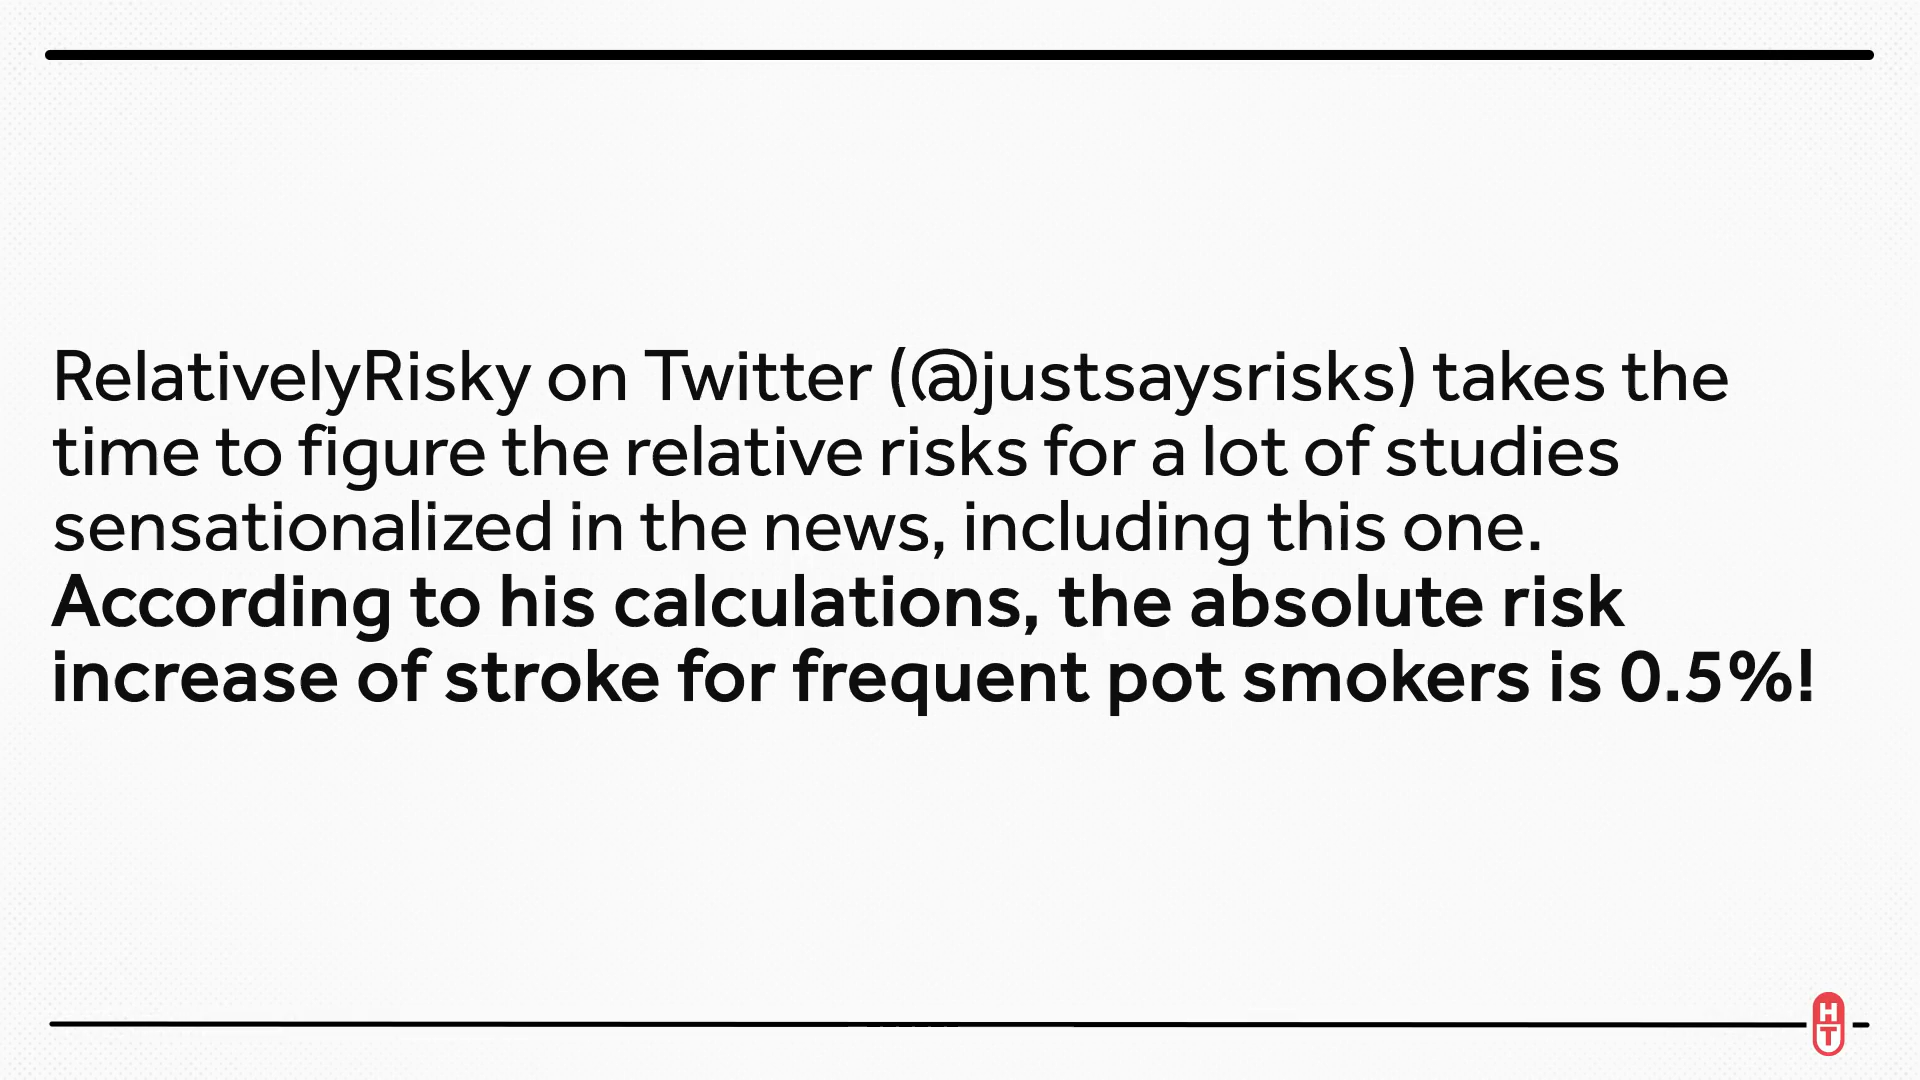 RelativelyRisky on Twitter (@justsaysrisks) takes the
time to figure the relative risks for a lot of studies
sensationalized in the news, including this one.
According to his calculations, the absolute risk
increase of stroke for frequent pot smokers is 0.5%!
H
T